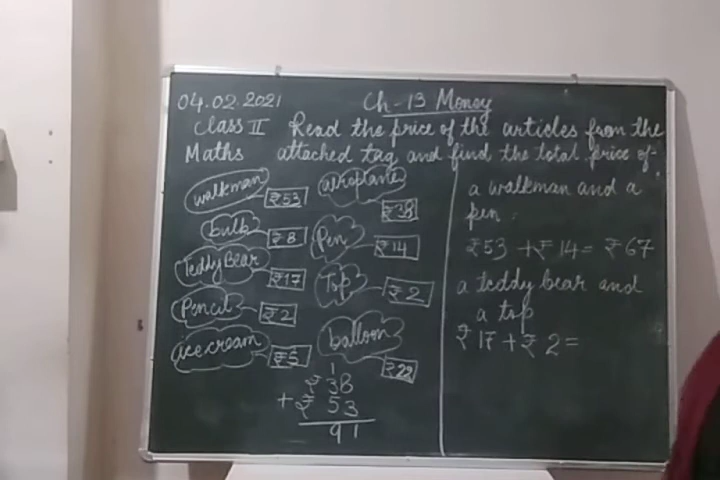 04.02.2021 Ch-13 Money
Class II : Read the price of the articles from the
Maths : attached tag and find the total price of-
walkman ₹53 aeroplane ₹38
bulb ₹8 Pen ₹14
Teddy Bear ₹17 Top ₹2
Pencil ₹2 balloon ₹22
ice cream ₹5
1
₹ 38
+ ₹ 53
91
a walkman and a
pen.
₹53 + ₹14 = ₹67
a teddy bear and
a top
₹17 + ₹2 =